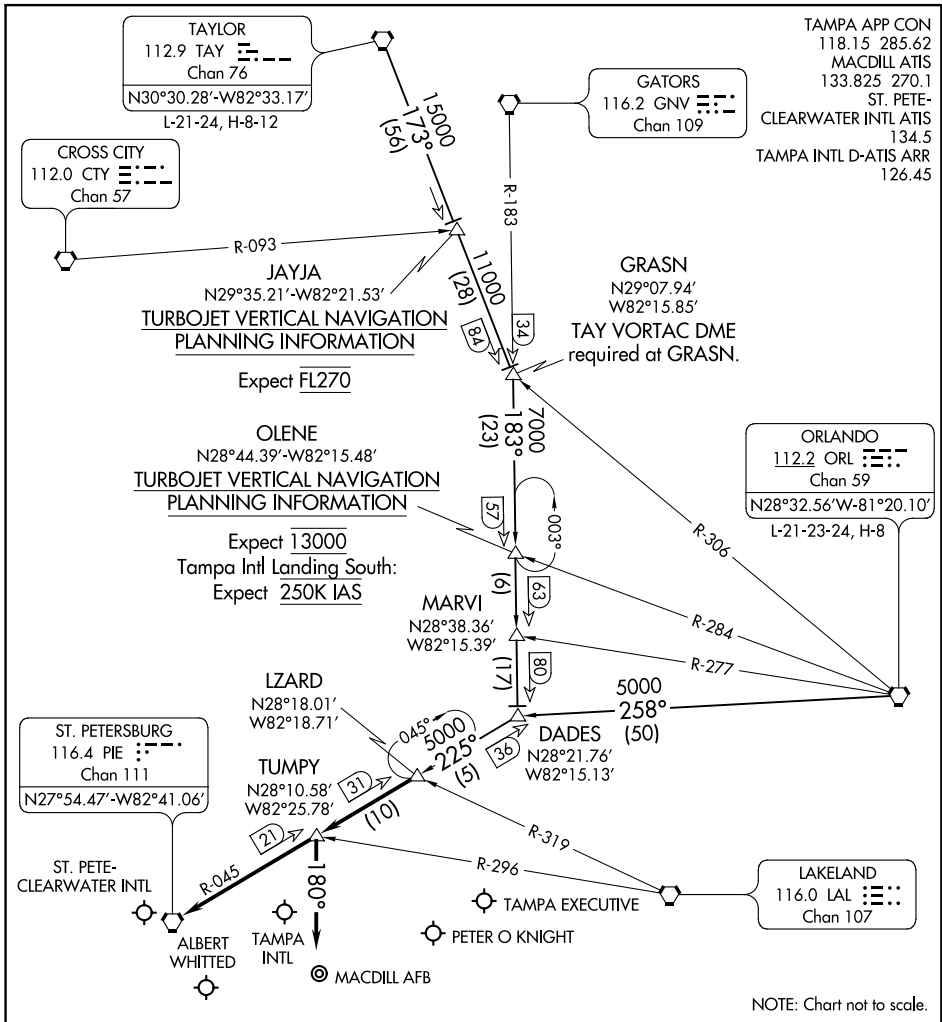 TAYLOR
112.9 TAY
Chan 76
N30°30.28'-W82°33.17'
L-21-24, H-8-12
CROSS CITY
112.0 CTY
Chan 57
GATORS
116.2 GNV
Chan 109
TAMPA APP CON
118.15 285.62
MACDILL ATIS
133.825 270.1
ST. PETE-
CLEARWATER INTL ATIS
134.5
TAMPA INTL D-ATIS ARR
126.45
15000
173°
(56)
R-183
R-093
JAYJA
N29°35.21'-W82°21.53'
TURBOJET VERTICAL NAVIGATION
PLANNING INFORMATION
Expect FL270
11000
(28)
84
34
GRASN
N29°07.94'
W82°15.85'
TAY VORTAC DME
required at GRASN.
7000
183°
(23)
OLENE
N28°44.39'-W82°15.48'
TURBOJET VERTICAL NAVIGATION
PLANNING INFORMATION
Expect 13000
Tampa Intl Landing South:
Expect 250K IAS
57
003°
ORLANDO
112.2 ORL
Chan 59
N28°32.56'W-81°20.10'
L-21-23-24, H-8
R-306
R-284
R-277
(6)
63
MARVI
N28°38.36'
W82°15.39'
(17)
80
5000
258°
(50)
LZARD
N28°18.01'
W82°18.71'
045°
5000
225°
(5)
36
DADES
N28°21.76'
W82°15.13'
ST. PETERSBURG
116.4 PIE
Chan 111
N27°54.47'-W82°41.06'
TUMPY
N28°10.58'
W82°25.78'
31
(10)
21
R-045
180°
R-319
R-296
LAKELAND
116.0 LAL
Chan 107
ST. PETE-
CLEARWATER INTL
ALBERT
WHITTED
TAMPA
INTL
TAMPA EXECUTIVE
PETER O KNIGHT
MACDILL AFB
NOTE: Chart not to scale.